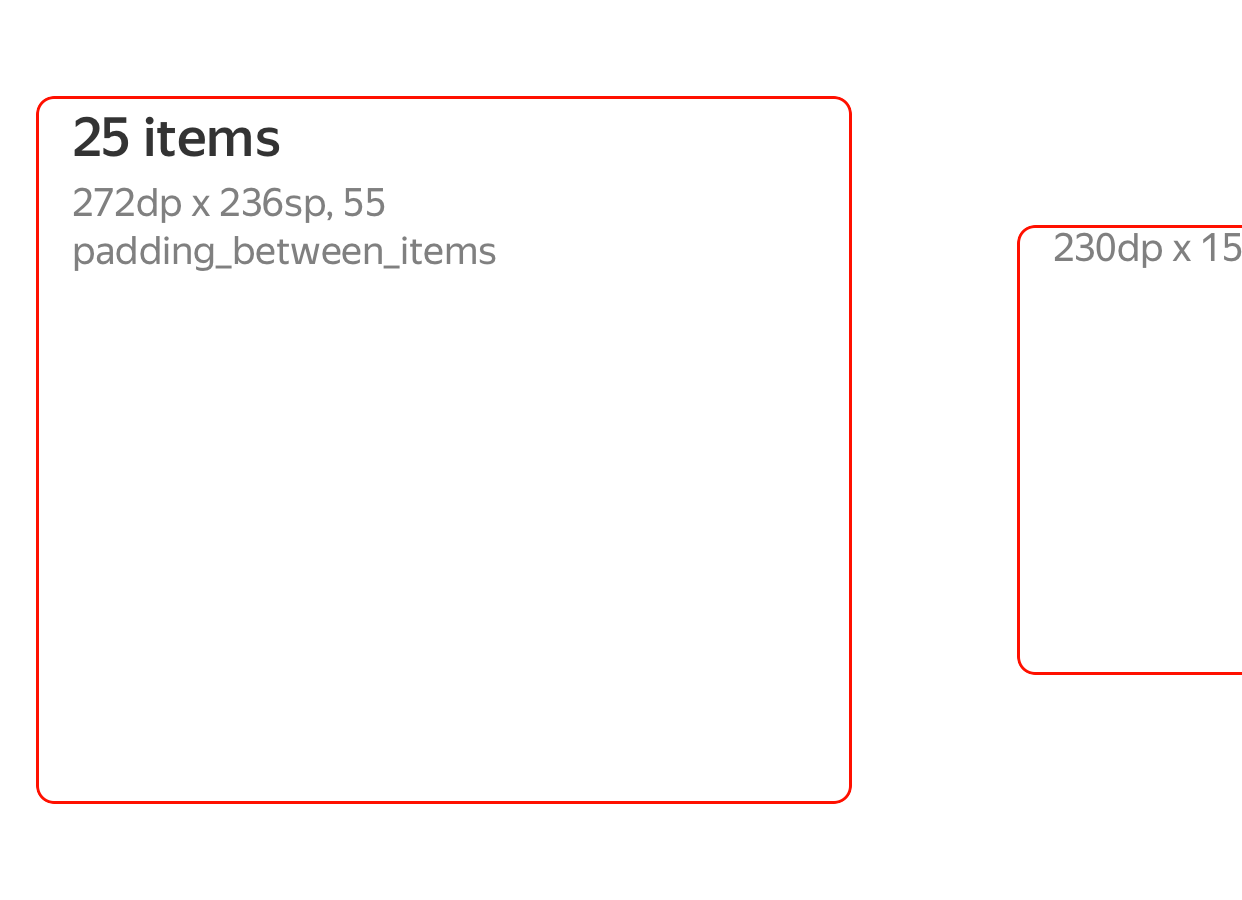 25 items
272dp x 236sp, 55
padding_between_items
230dp x 15